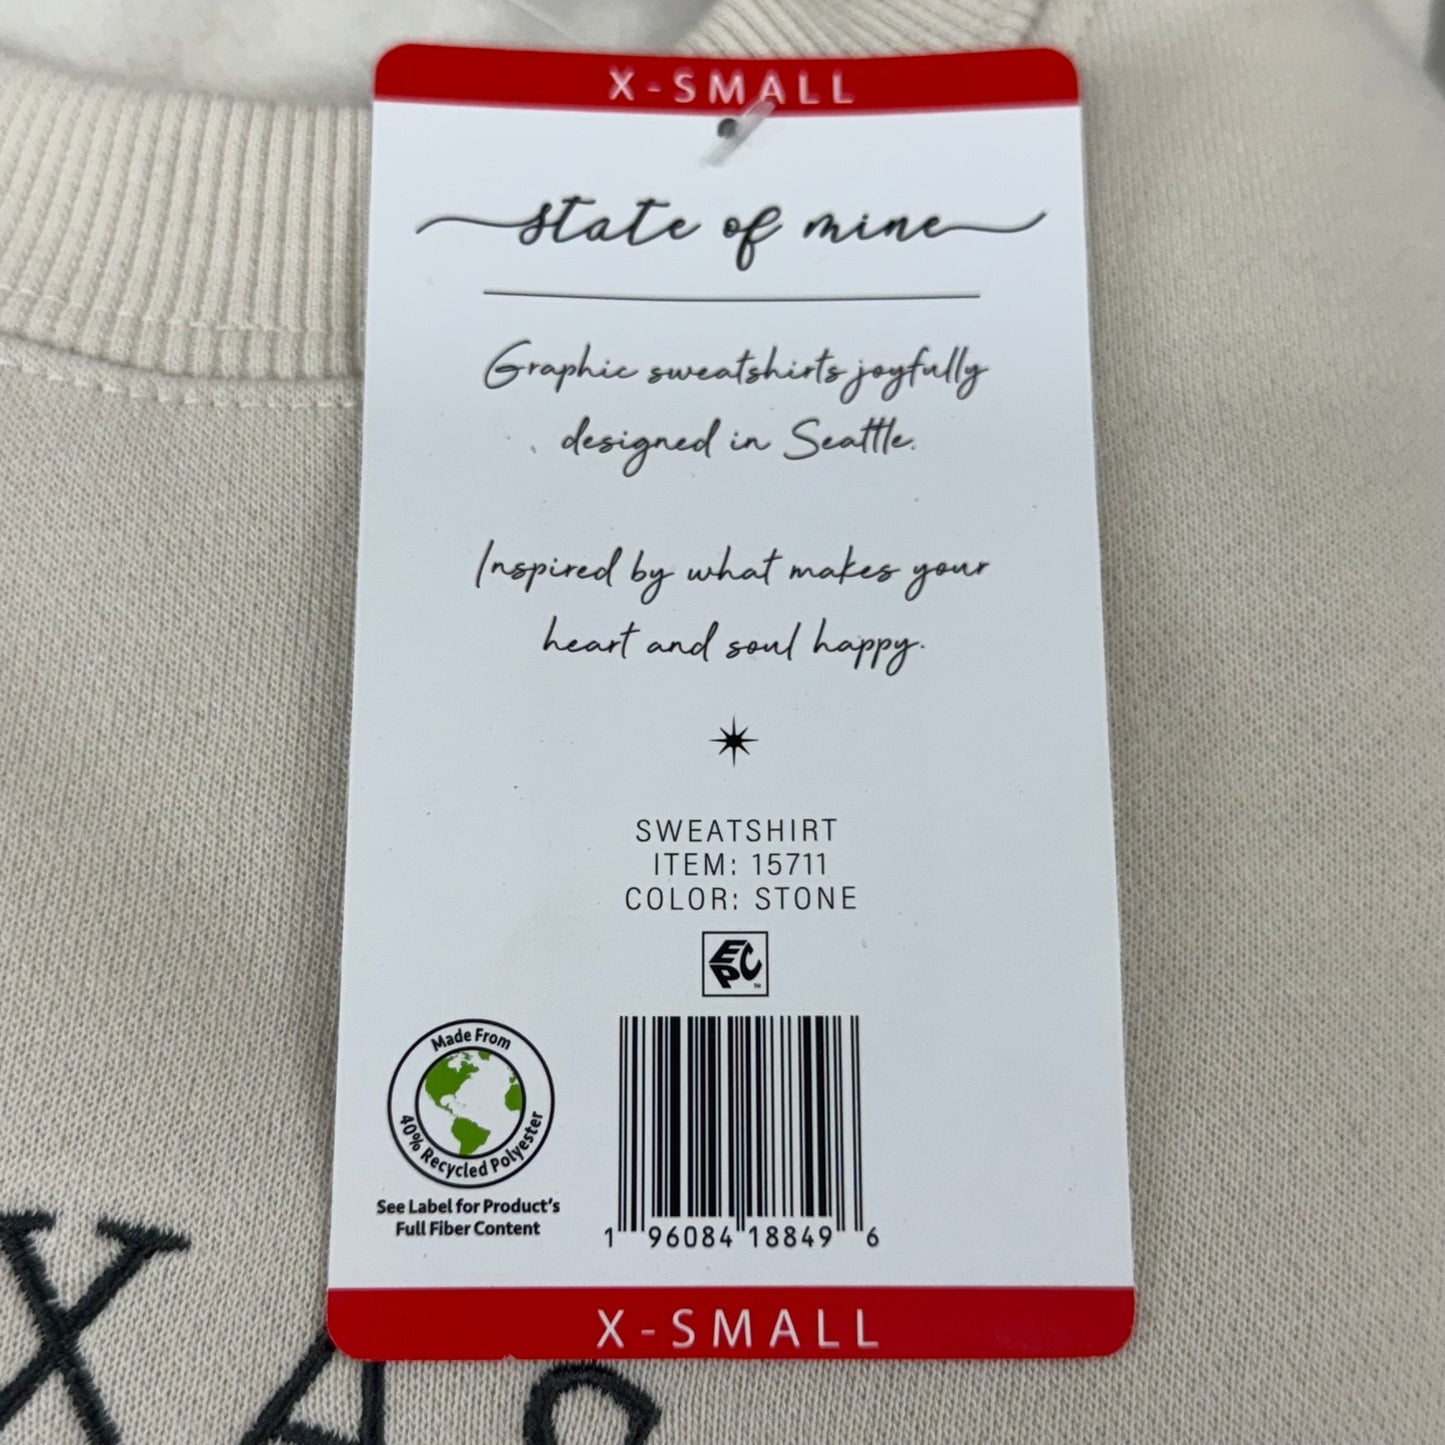 X-SMALL
state of mine
Graphic sweatshirts joyfully
designed in Seattle.
Inspired by what makes your
heart and soul happy.
SWEATSHIRT
ITEM: 15711
COLOR: STONE
EPC™
Made From
40% Recycled Polyester
See Label for Product's
Full Fiber Content
1 96084 18849 6
X-SMALL
XAS